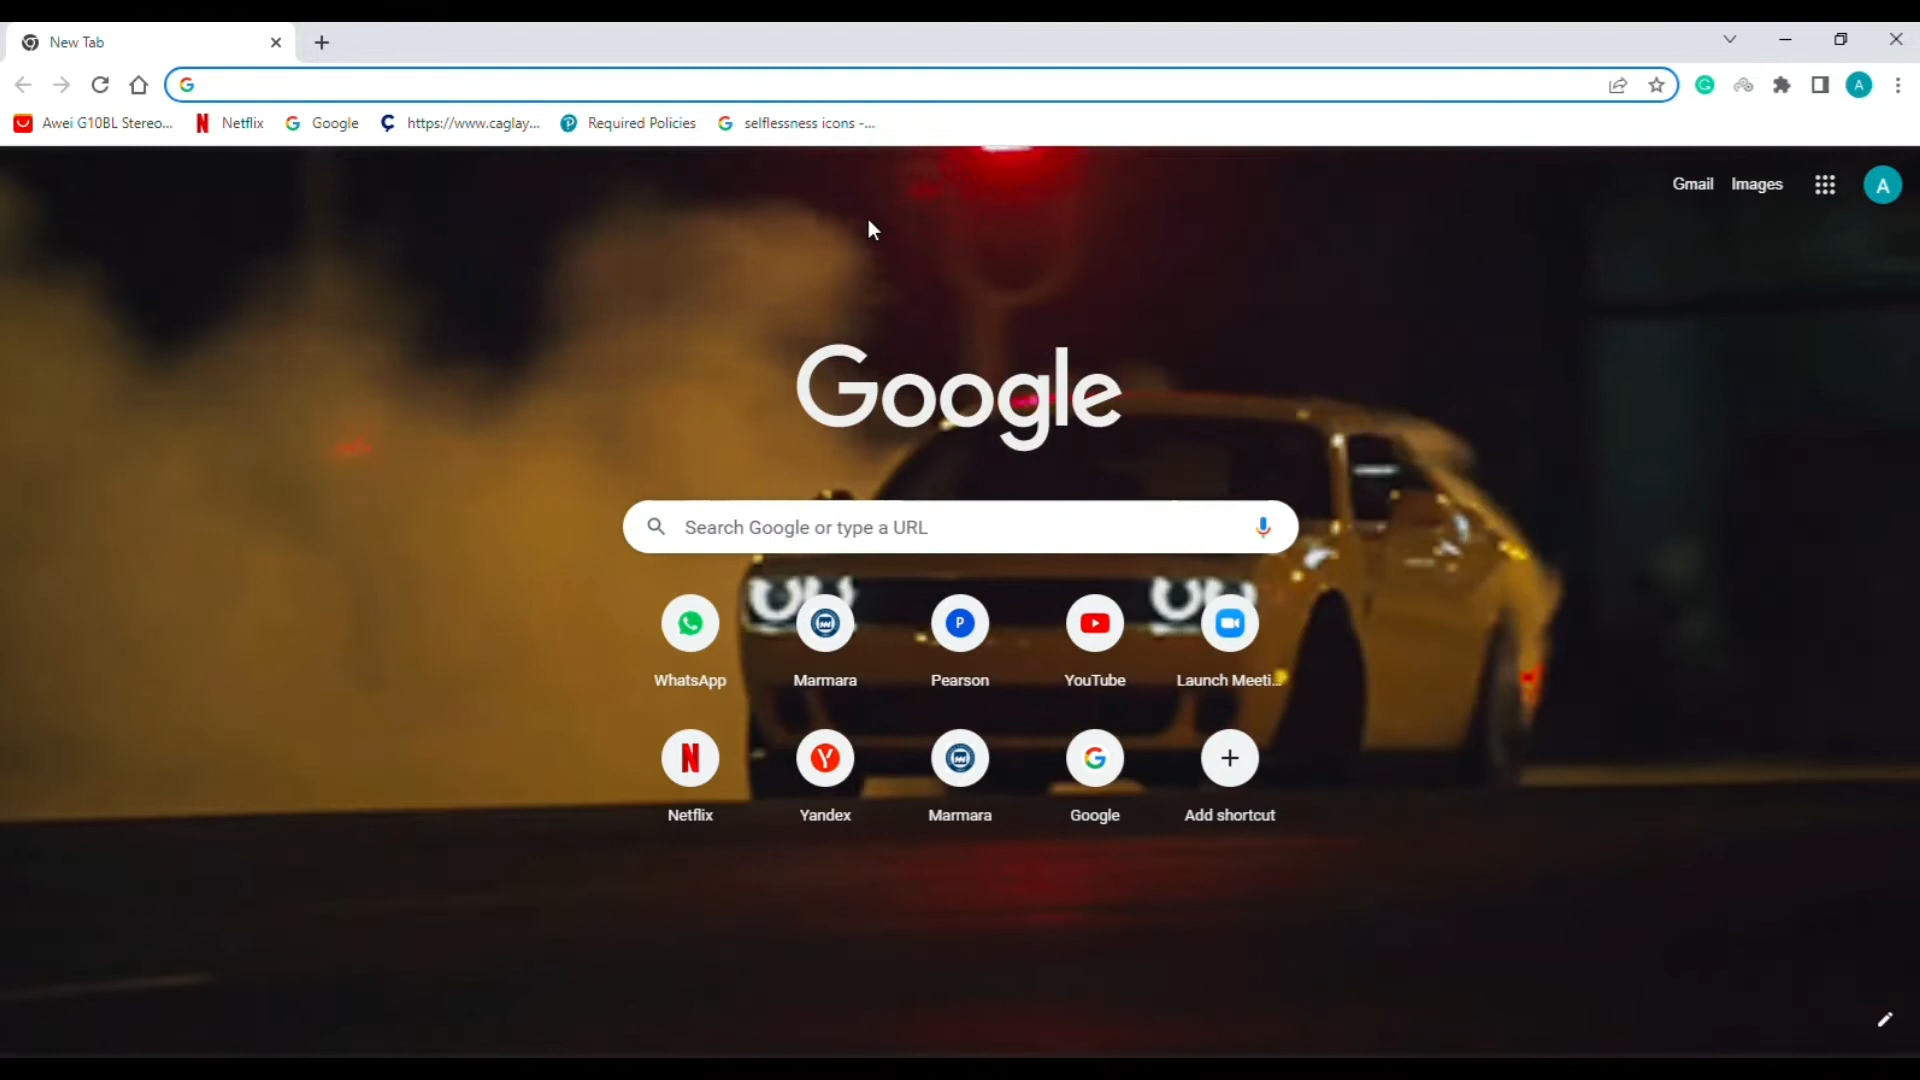 New Tab
Awei G10BL Stereo...
Netflix
Google
https://www.caglay...
Required Policies
selflessness icons -...
A
Gmail
Images
A
Google
Search Google or type a URL
WhatsApp
Marmara
Pearson
YouTube
Launch Meeti...
Netflix
Yandex
Marmara
Google
Add shortcut